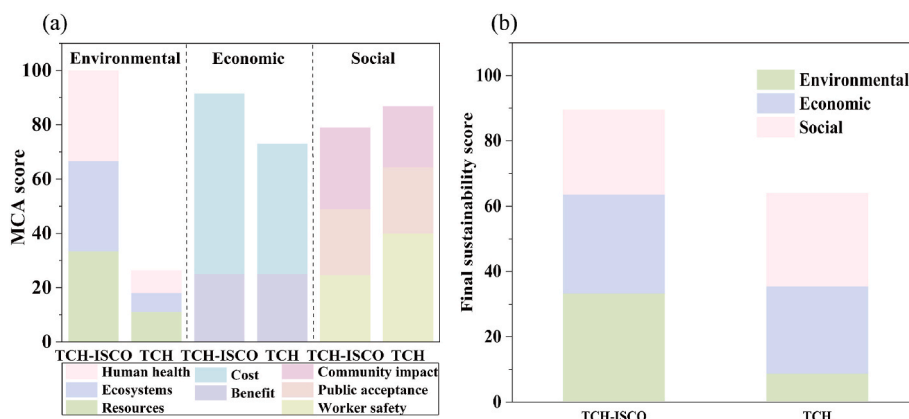 (a)
Environmental Economic Social
MCA score
100
80
60
40
20
0
TCH-ISCO TCH TCH-ISCO TCH TCH-ISCO TCH
Human health Cost Community impact
Ecosystems Benefit Public acceptance
Resources Worker safety
(b)
Final sustainability score
100
80
60
40
20
0
Environmental
Economic
Social
TCH-ISCO TCH